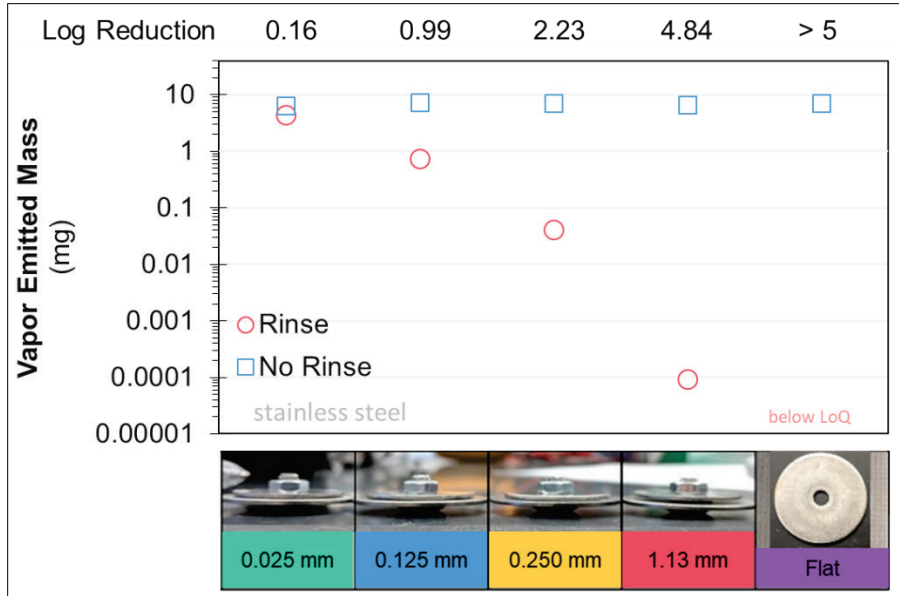 Log Reduction 0.16 0.99 2.23 4.84 > 5
Vapor Emitted Mass
(mg)
10
1
0.1
0.01
0.001
0.0001
0.00001
Rinse
No Rinse
stainless steel
below LoQ
0.025 mm 0.125 mm 0.250 mm 1.13 mm Flat